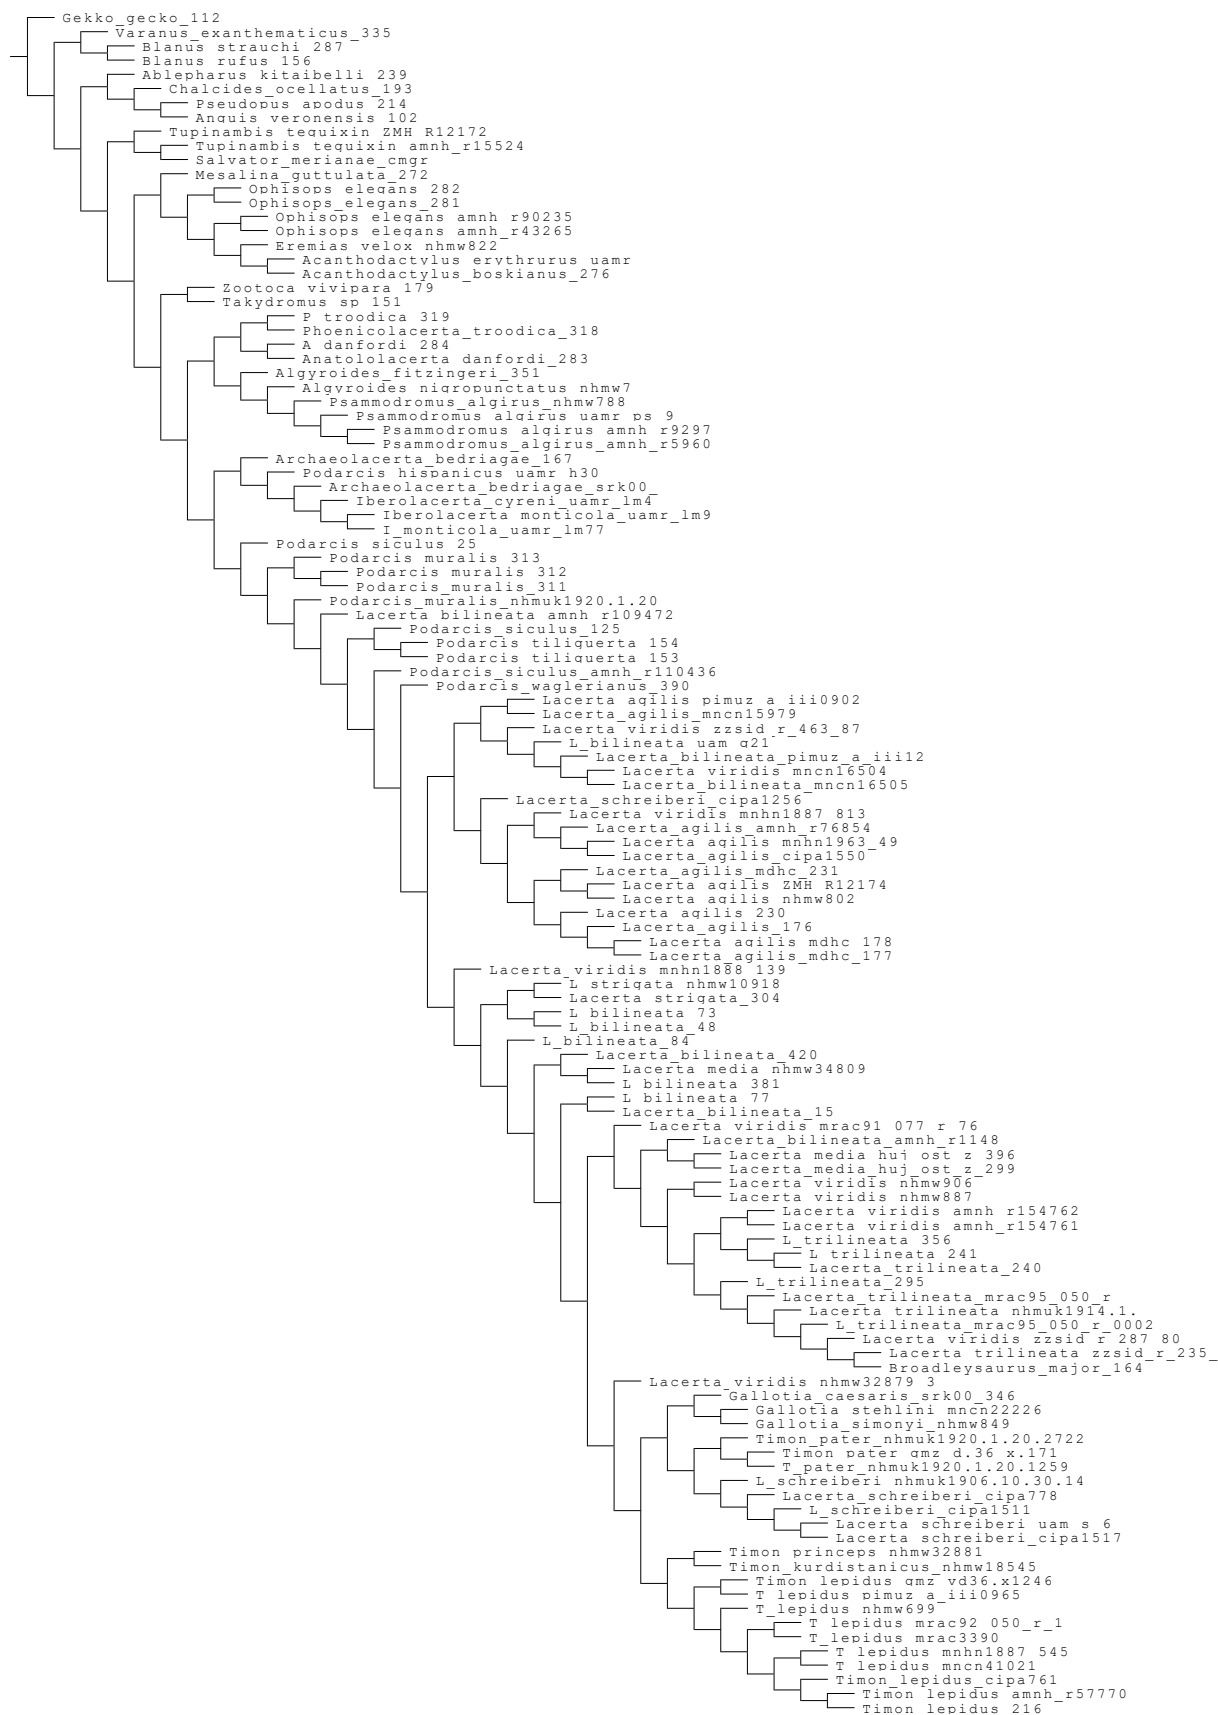 Gekko_gecko_112
Varanus_exanthematicus_335
Blanus_strauchi_287
Blanus_rufus_156
Ablepharus_kitaibelli_239
Chalcides_ocellatus_193
Pseudopus_apodus_214
Anguis_veronensis_102
Tupinambis_teguixin_ZMH_R12172
Tupinambis_teguixin_amnh_r15524
Salvator_merianae_cmgr
Mesalina_guttulata_272
Ophisops_elegans_282
Ophisops_elegans_281
Ophisops_elegans_amnh_r90235
Ophisops_elegans_amnh_r43265
Eremias_velox_nhmw822
Acanthodactylus_erythrurus_uamr
Acanthodactylus_boskianus_276
Zootoca_vivipara_179
Takydromus_sp_151
P_troodica_319
Phoenicolacerta_troodica_318
A_danfordi_284
Anatololacerta_danfordi_283
Algyroides_fitzingeri_351
Algyroides_nigropunctatus_nhmw7
Psammodromus_algirus_nhmw788
Psammodromus_algirus_uamr_ps_9
Psammodromus_algirus_amnh_r9297
Psammodromus_algirus_amnh_r5960
Archaeolacerta_bedriagae_167
Podarcis_hispanicus_uamr_h30
Archaeolacerta_bedriagae_srk00_
Iberolacerta_cyreni_uamr_lm4
Iberolacerta_monticola_uamr_lm9
I_monticola_uamr_lm77
Podarcis_siculus_25
Podarcis_muralis_313
Podarcis_muralis_312
Podarcis_muralis_311
Podarcis_muralis_nhmuk1920.1.20
Lacerta_bilineata_amnh_r109472
Podarcis_siculus_125
Podarcis_tiliguerta_154
Podarcis_tiliguerta_153
Podarcis_siculus_amnh_r110436
Podarcis_waglerianus_390
Lacerta_agilis_pimuz_a_iii0902
Lacerta_agilis_mncn15979
Lacerta_viridis_zzsid_r_463_87
L_bilineata_uam_g21
Lacerta_bilineata_pimuz_a_iii12
Lacerta_viridis_mncn16504
Lacerta_bilineata_mncn16505
Lacerta_schreiberi_cipa1256
Lacerta_viridis_mnhn1887_813
Lacerta_agilis_amnh_r76854
Lacerta_agilis_mnhn1963_49
Lacerta_agilis_cipa1550
Lacerta_agilis_mdhc_231
Lacerta_agilis_ZMH_R12174
Lacerta_agilis_nhmw802
Lacerta_agilis_230
Lacerta_agilis_176
Lacerta_agilis_mdhc_178
Lacerta_agilis_mdhc_177
Lacerta_viridis_mnhn1888_139
L_strigata_nhmw10918
Lacerta_strigata_304
L_bilineata_73
L_bilineata_48
L_bilineata_84
Lacerta_bilineata_420
Lacerta_media_nhmw34809
L_bilineata_381
L_bilineata_77
Lacerta_bilineata_15
Lacerta_viridis_mrac91_077_r_76
Lacerta_bilineata_amnh_r1148
Lacerta_media_huj_ost_z_396
Lacerta_media_huj_ost_z_299
Lacerta_viridis_nhmw906
Lacerta_viridis_nhmw887
Lacerta_viridis_amnh_r154762
Lacerta_viridis_amnh_r154761
L_trilineata_356
L_trilineata_241
Lacerta_trilineata_240
L_trilineata_295
Lacerta_trilineata_mrac95_050_r
Lacerta_trilineata_nhmuk1914.1.
L_trilineata_mrac95_050_r_0002
Lacerta_viridis_zzsid_r_287_80
Lacerta_trilineata_zzsid_r_235_
Broadleysaurus_major_164
Lacerta_viridis_nhmw32879_3
Gallotia_caesaris_srk00_346
Gallotia_stehlini_mncn22226
Gallotia_simonyi_nhmw849
Timon_pater_nhmuk1920.1.20.2722
Timon_pater_gmz_d.36_x.171
T_pater_nhmuk1920.1.20.1259
L_schreiberi_nhmuk1906.10.30.14
Lacerta_schreiberi_cipa778
L_schreiberi_cipa1511
Lacerta_schreiberi_uam_s_6
Lacerta_schreiberi_cipa1517
Timon_princeps_nhmw32881
Timon_kurdistanicus_nhmw18545
Timon_lepidus_gmz_vd36.x1246
T_lepidus_pimuz_a_iii0965
T_lepidus_nhmw699
T_lepidus_mrac92_050_r_1
T_lepidus_mrac3390
T_lepidus_mnhn1887_545
T_lepidus_mncn41021
Timon_lepidus_cipa761
Timon_lepidus_amnh_r57770
Timon_lepidus_216